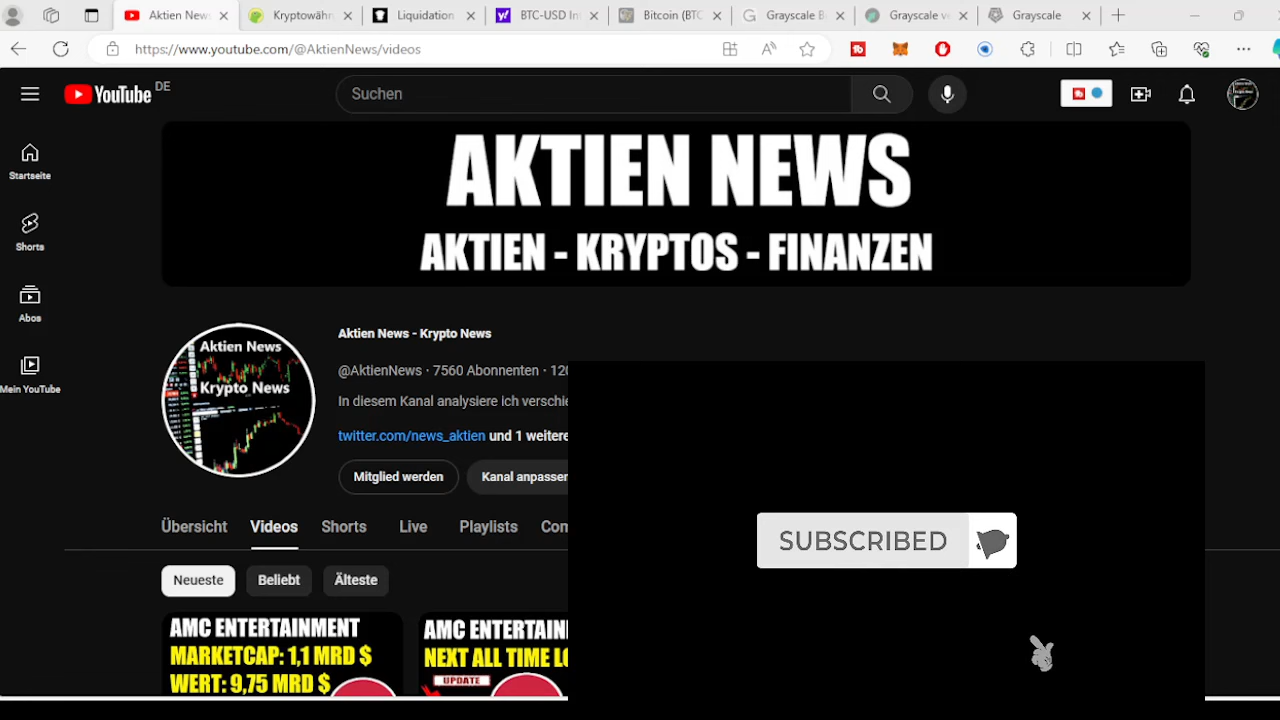 Aktien News
Kryptowähr
Liquidation
BTC-USD In
Bitcoin (BTC
Grayscale B
Grayscale ve
Grayscale
https://www.youtube.com/@AktienNews/videos
YouTube DE
Suchen
AKTIEN NEWS
AKTIEN - KRYPTOS - FINANZEN
Startseite
Shorts
Abos
Mein YouTube
Aktien News
Krypto News
Aktien News - Krypto News
@AktienNews · 7560 Abonnenten · 120
In diesem Kanal analysiere ich verschie
twitter.com/news_aktien und 1 weitere
Mitglied werden
Kanal anpassen
Übersicht
Videos
Shorts
Live
Playlists
Com
Neueste
Beliebt
Älteste
SUBSCRIBED
AMC ENTERTAINMENT
MARKETCAP: 1,1 MRD $
WERT: 9,75 MRD $
AMC ENTERTAIN
NEXT ALL TIME LO
UPDATE